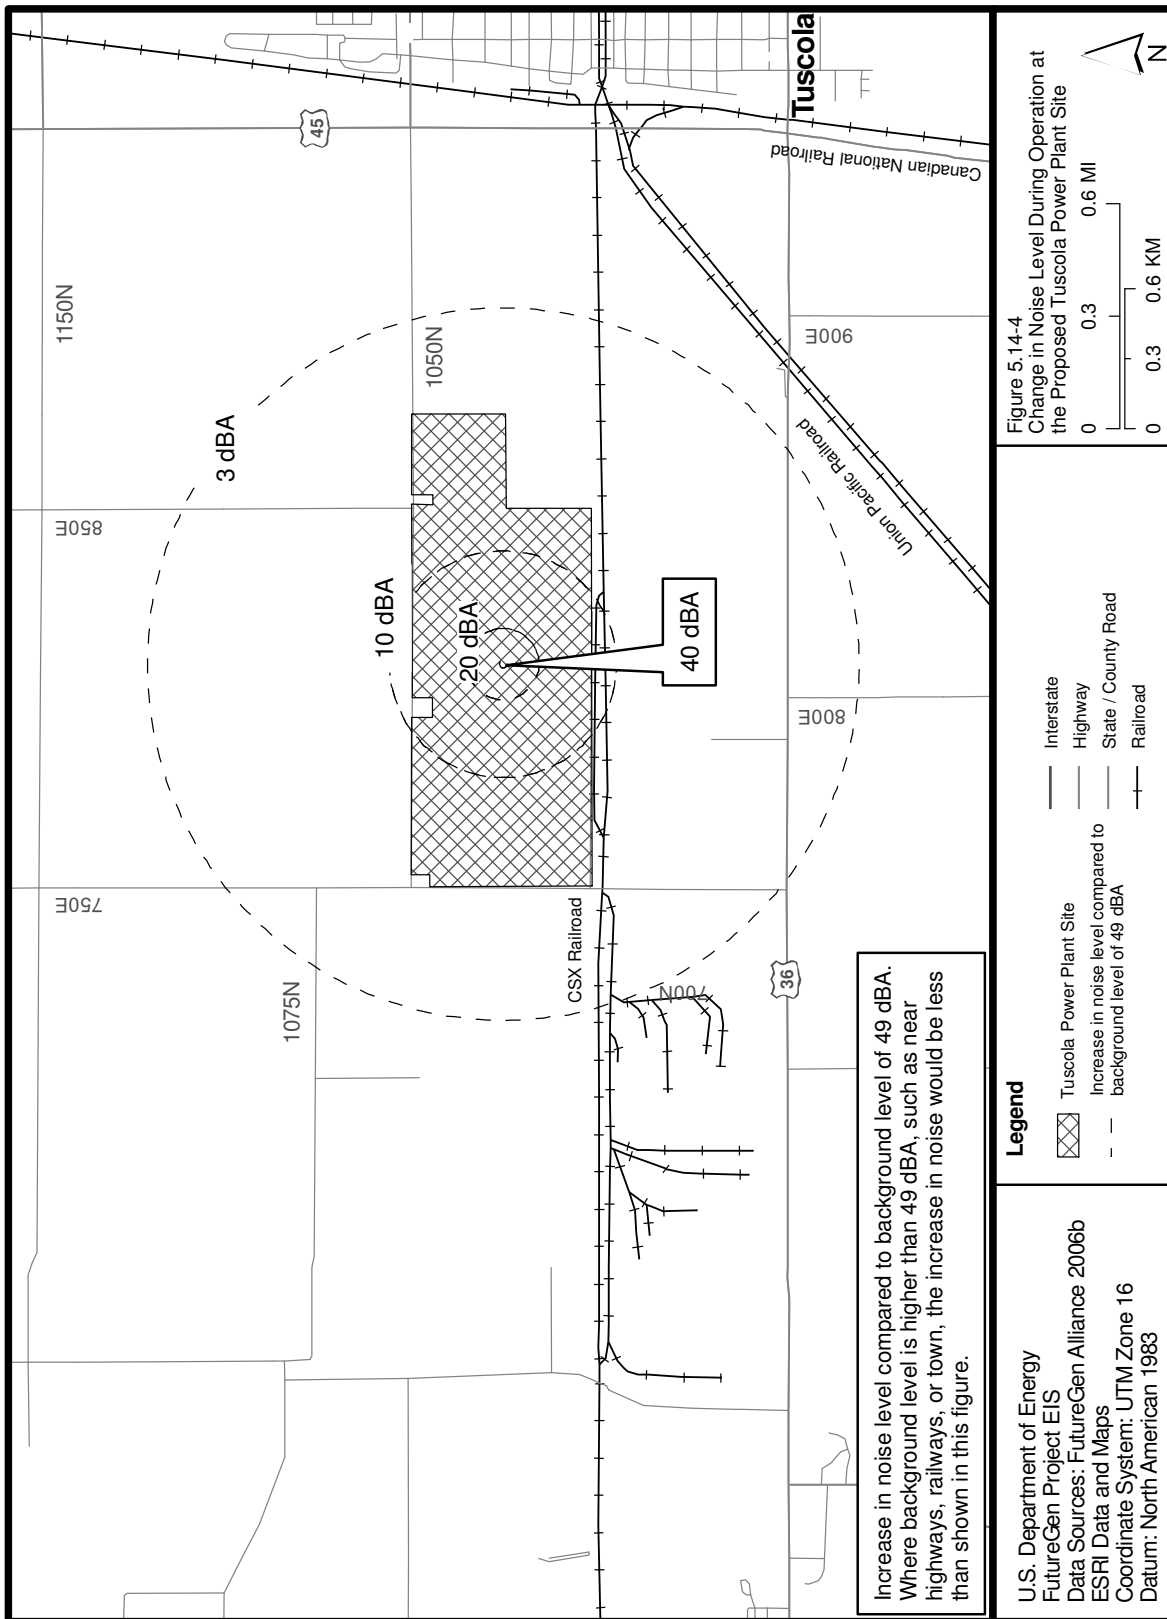 1150N
1050N
1075N
750E
850E
900E
800E
700N
45
36
3 dBA
10 dBA
20 dBA
40 dBA
Tuscola
Canadian National Railroad
Union Pacific Railroad
CSX Railroad
Increase in noise level compared to background level of 49 dBA.
Where background level is higher than 49 dBA, such as near
highways, railways, or town, the increase in noise would be less
than shown in this figure.
U.S. Department of Energy
FutureGen Project EIS
Data Sources: FutureGen Alliance 2006b
ESRI Data and Maps
Coordinate System: UTM Zone 16
Datum: North American 1983
Legend
Tuscola Power Plant Site
Increase in noise level compared to
background level of 49 dBA
Interstate
Highway
State / County Road
Railroad
Figure 5.14-4
Change in Noise Level During Operation at
the Proposed Tuscola Power Plant Site
0 0.3 0.6 MI
0 0.3 0.6 KM
N